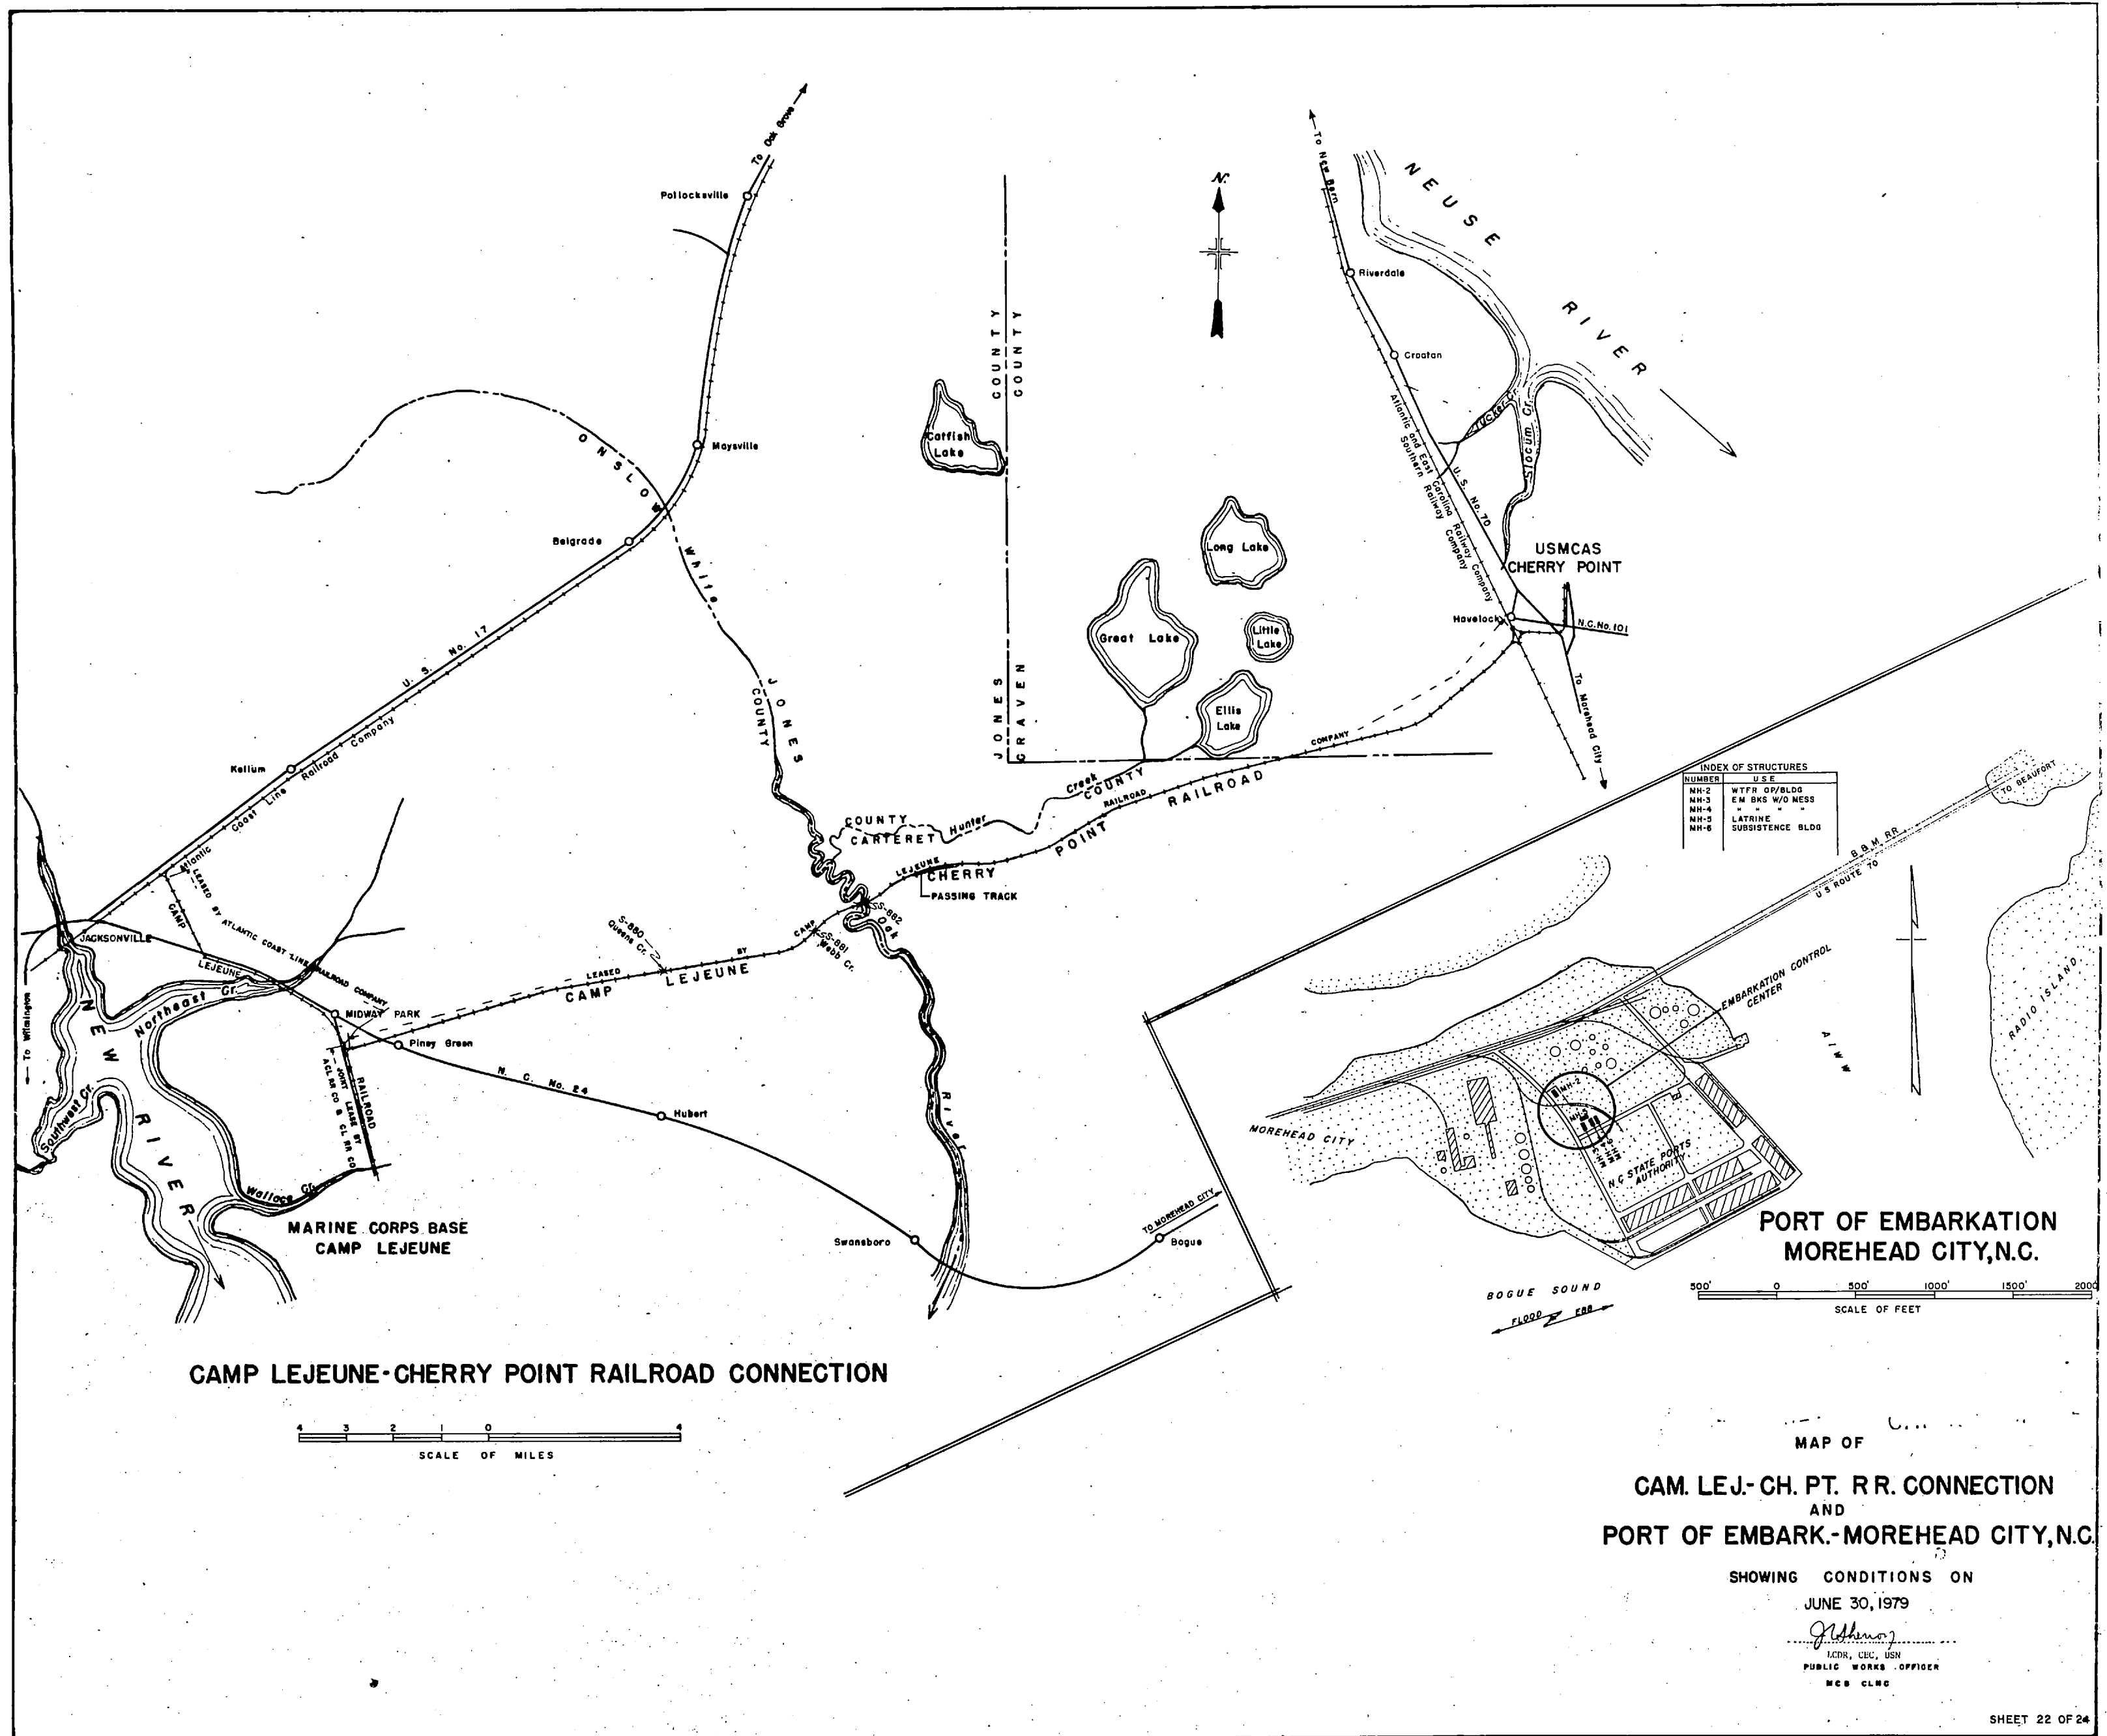 To Oak Grove
Pollocksville
Maysville
ONSLOW
Belgrade
White
U. S. No. 17
Atlantic Coast Line Railroad Company
Kellum
JONES
COUNTY
COUNTY
COUNTY
JONES
CRAVEN
Catfish
Lake
N.
To New Bern
NEUSE
RIVER
Riverdale
Croatan
Tucker Cr.
Slocum Cr.
Atlantic and East Carolina Railway Company
Southern Railway Company
U. S. No. 70
USMCAS
CHERRY POINT
Havelock
N.C. No. 101
To Morehead City
Long Lake
Great Lake
Little
Lake
Ellis
Lake
COUNTY
CARTERET
Hunter
Creek
COUNTY
LEASED BY CAMP LEJEUNE RAILROAD COMPANY
CAMP LEJEUNE CHERRY POINT RAILROAD
PASSING TRACK
S-882
S-881
Webb Cr.
S-880
Queens Cr.
Oak
River
JACKSONVILLE
CAMP
LEJEUNE
LEASED BY ATLANTIC COAST LINE RAILROAD COMPANY
To Wilmington
NEW
RIVER
Northeast Cr.
Southwest Cr.
MIDWAY PARK
Piney Green
RAILROAD
JOINT LEASE BY
ACL RR CO & CL RR CO
N. C. No. 24
Hubert
Swansboro
TO MOREHEAD CITY
Bogue
Wallace Cr.
MARINE CORPS BASE
CAMP LEJEUNE
CAMP LEJEUNE-CHERRY POINT RAILROAD CONNECTION
4 3 2 1 0 4
SCALE OF MILES
INDEX OF STRUCTURES
NUMBER USE
MH-2 WTFR OP/BLDG
MH-3 EM BKS W/O MESS
MH-4 " " " "
MH-5 LATRINE
MH-6 SUBSISTENCE BLDG
TO BEAUFORT
B.B.M. RR
U S ROUTE 70
EMBARKATION CONTROL
CENTER
RADIO ISLAND
AIWW
MOREHEAD CITY
MH-2
N.C. STATE PORTS
AUTHORITY
PORT OF EMBARKATION
MOREHEAD CITY, N.C.
500' 0 500' 1000' 1500' 2000
SCALE OF FEET
BOGUE SOUND
FLOOD EBB
MAP OF
CAM. LEJ.-CH. PT. RR. CONNECTION
AND
PORT OF EMBARK.-MOREHEAD CITY, N.C.
SHOWING CONDITIONS ON
JUNE 30, 1979
LCDR, CEC, USN
PUBLIC WORKS OFFICER
MCB CLNC
SHEET 22 OF 24